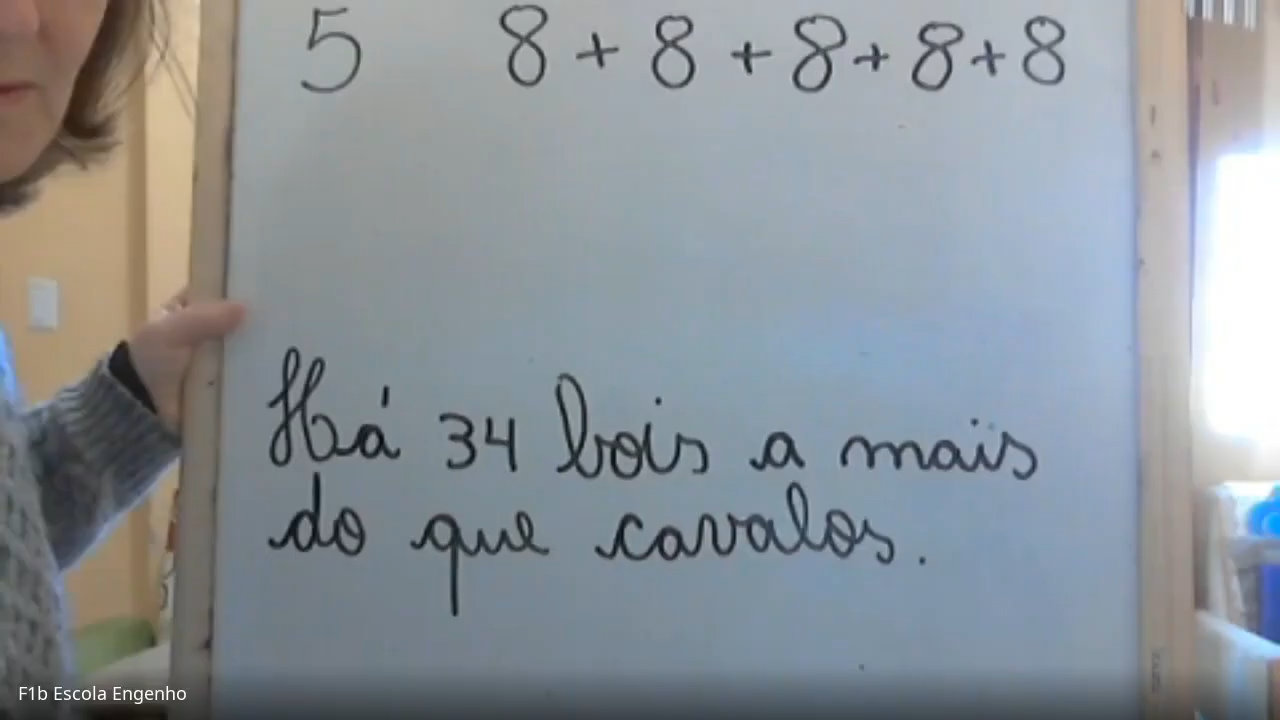 5 8 + 8 + 8 + 8 + 8
Há 34 bois a mais
do que cavalos.
F1b Escola Engenho